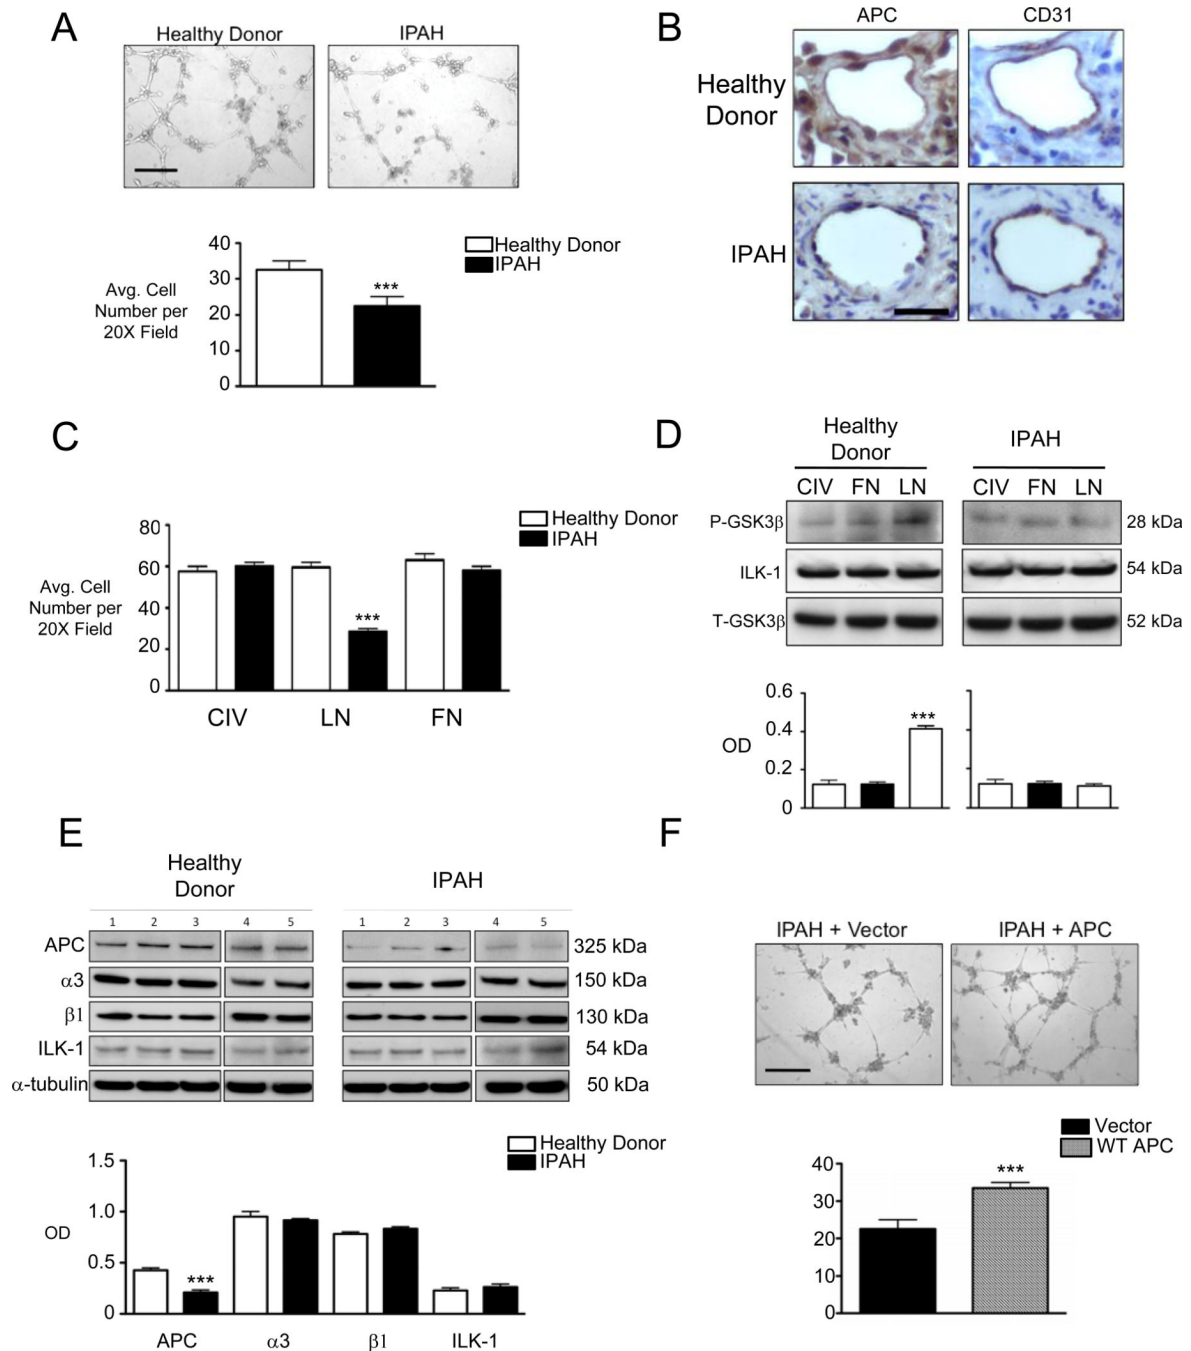 A
Healthy Donor
IPAH
Healthy Donor
IPAH
Avg. Cell
Number per
20X Field
40
30
20
10
0
***
B
APC
CD31
Healthy
Donor
IPAH
C
Healthy Donor
IPAH
Avg. Cell
Number per
20X Field
80
60
40
20
0
***
CIV
LN
FN
D
Healthy
Donor
IPAH
CIV FN LN
CIV FN LN
P-GSK3β
28 kDa
ILK-1
54 kDa
T-GSK3β
52 kDa
OD
0.6
0.4
0.2
0
***
E
Healthy
Donor
IPAH
1 2 3 4 5
1 2 3 4 5
APC
325 kDa
α3
150 kDa
β1
130 kDa
ILK-1
54 kDa
α-tubulin
50 kDa
Healthy Donor
IPAH
OD
1.5
1.0
0.5
0
***
APC
α3
β1
ILK-1
F
IPAH + Vector
IPAH + APC
Vector
WT APC
40
30
20
10
0
***